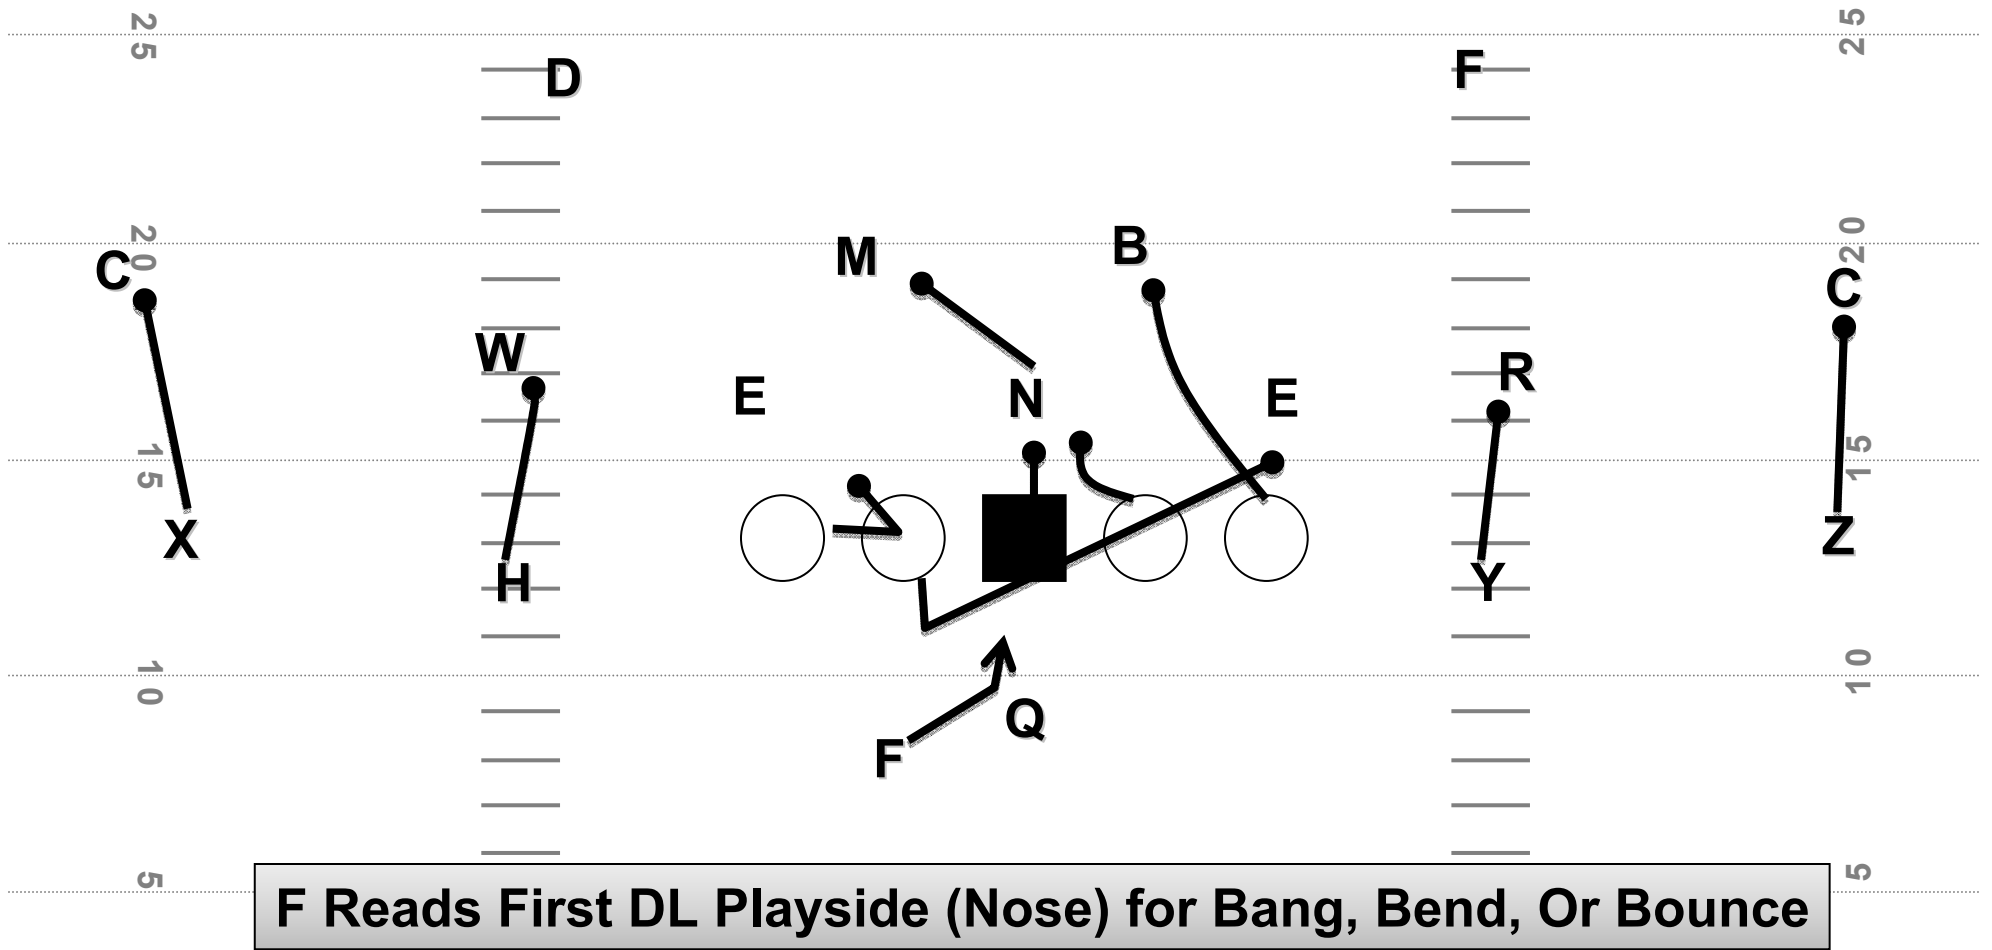 25
25
D
F
20
20
C
M
B
C
W
R
E
N
E
15
15
X
Z
H
Y
10
10
Q
F
5
5
F Reads First DL Playside (Nose) for Bang, Bend, Or Bounce